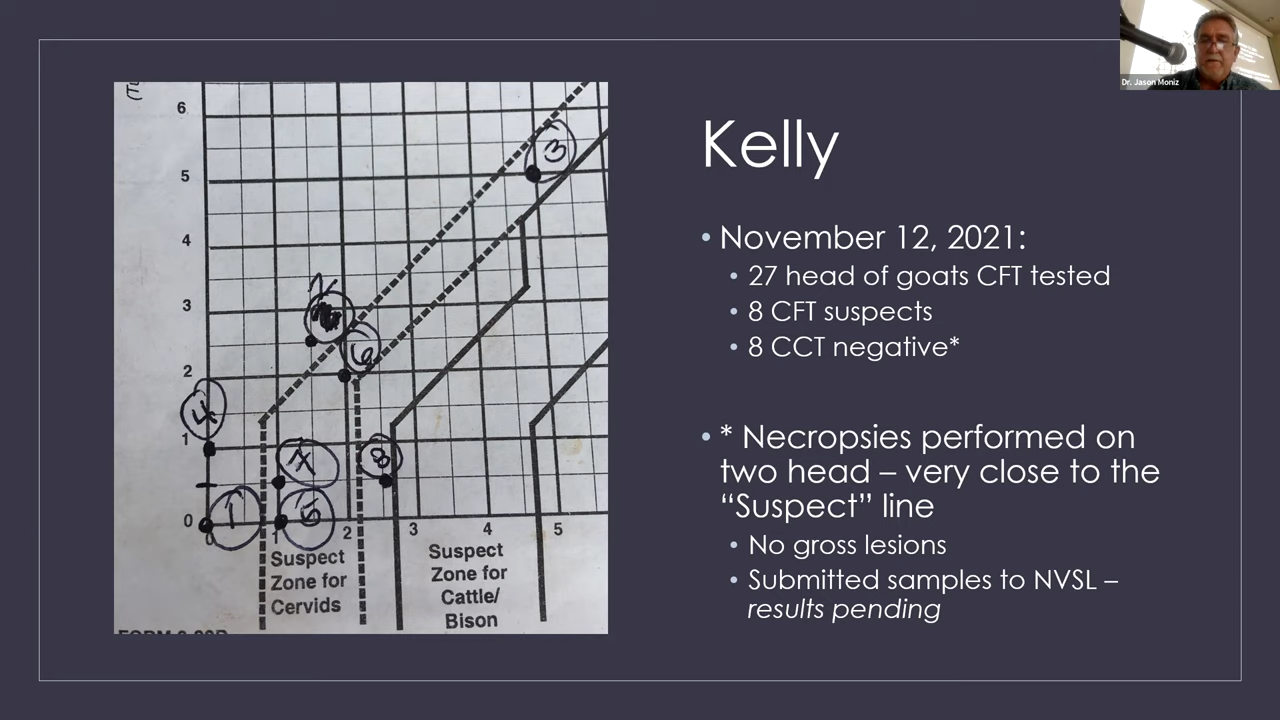 Dr. Jason Moniz
Kelly
November 12, 2021:
27 head of goats CFT tested
8 CFT suspects
8 CCT negative*
* Necropsies performed on
two head – very close to the
“Suspect” line
No gross lesions
Submitted samples to NVSL –
results pending
6
5
4
3
2
1
0
3
2
6
4
7
8
1
5
0 1 2 3 4 5
Suspect
Zone for
Cervids
Suspect
Zone for
Cattle/
Bison